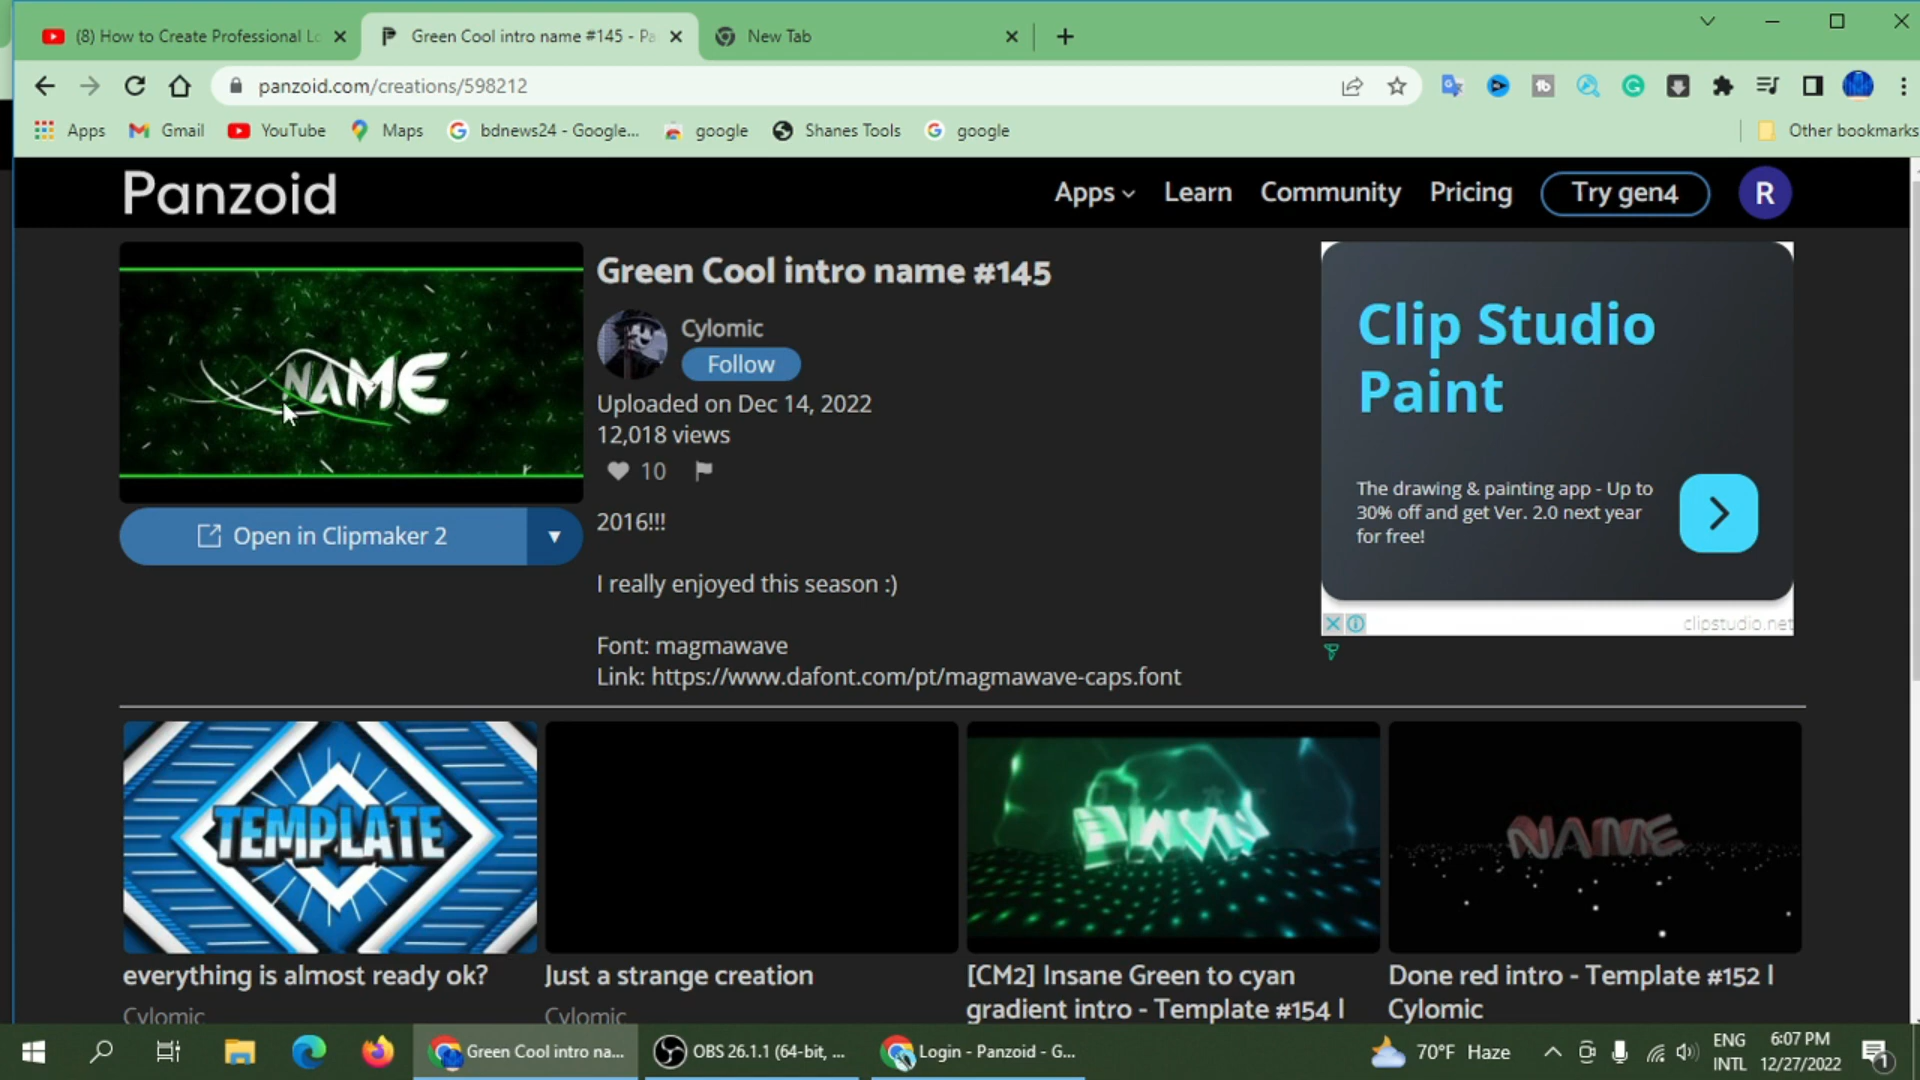 (8) How to Create Professional Lo
Green Cool intro name #145 - Pa
New Tab
panzoid.com/creations/598212
Apps
Gmail
YouTube
Maps
bdnews24 - Google...
google
Shanes Tools
google
Other bookmarks
Panzoid
Apps
Learn
Community
Pricing
Try gen4
R
NAME
Green Cool intro name #145
Cylomic
Follow
Uploaded on Dec 14, 2022
12,018 views
10
Open in Clipmaker 2
2016!!!
I really enjoyed this season :)
Font: magmawave
Link: https://www.dafont.com/pt/magmawave-caps.font
Clip Studio
Paint
The drawing & painting app - Up to
30% off and get Ver. 2.0 next year
for free!
clipstudio.net
TEMPLATE
NAME
everything is almost ready ok?
Cylomic
Just a strange creation
Cylomic
[CM2] Insane Green to cyan
gradient intro - Template #154 |
Done red intro - Template #152 |
Cylomic
Green Cool intro na...
OBS 26.1.1 (64-bit, ...
Login - Panzoid - G...
70°F Haze
ENG
INTL
6:07 PM
12/27/2022
1